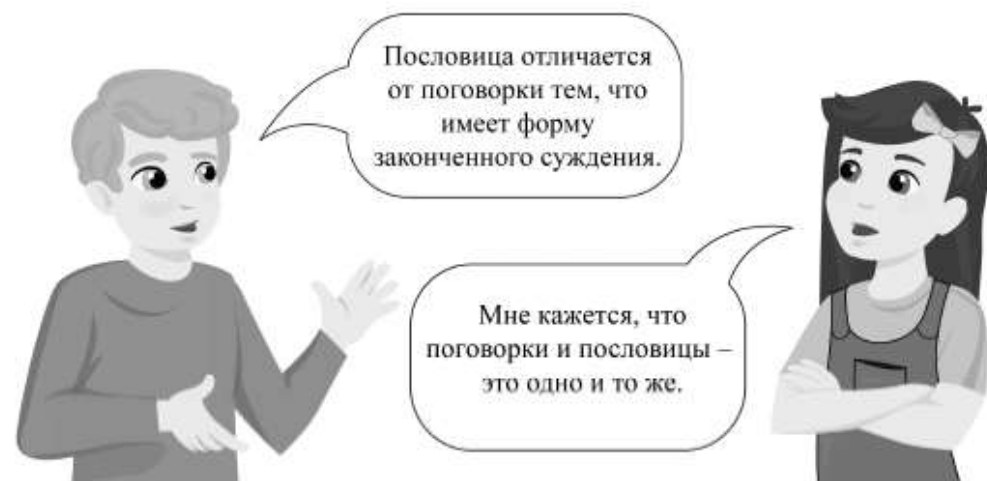 Пословица отличается
от поговорки тем, что
имеет форму
законченного суждения.
Мне кажется, что
поговорки и пословицы –
это одно и то же.